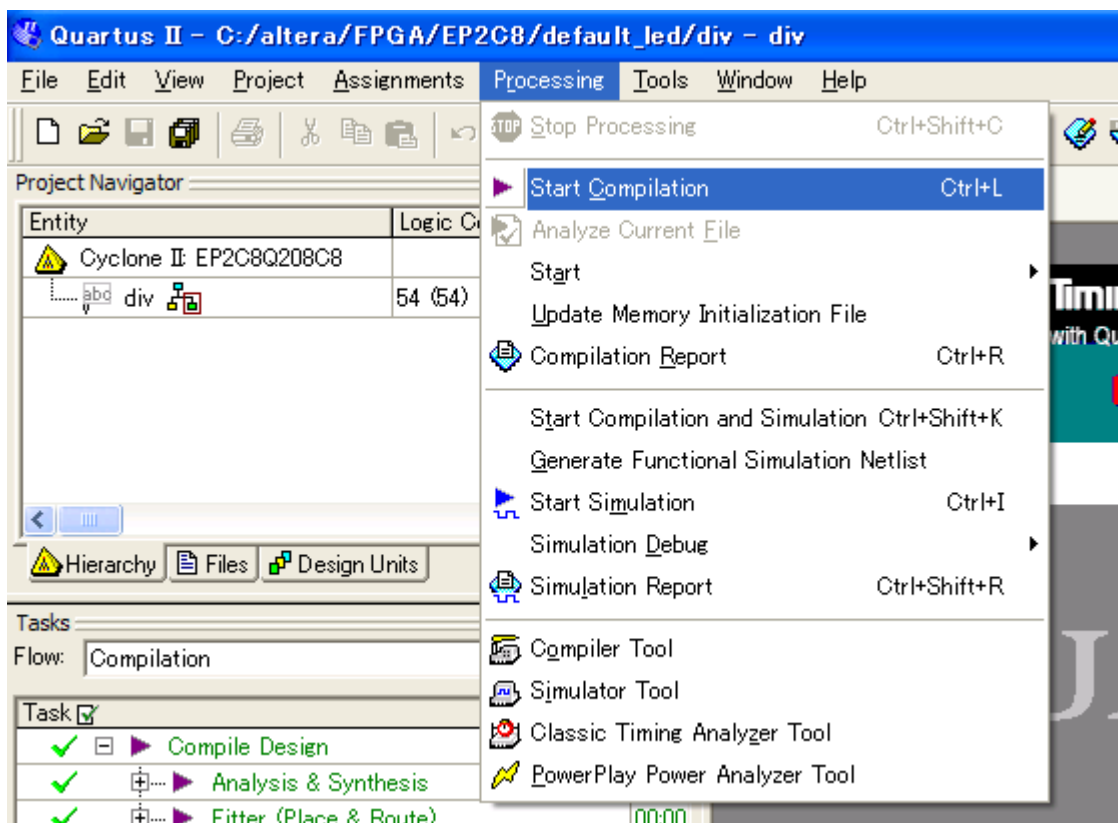 Quartus II - C:/altera/FPGA/EP2C8/default_led/div - div
File Edit View Project Assignments Processing Tools Window Help
STOP Stop Processing Ctrl+Shift+C
Project Navigator
Start Compilation Ctrl+L
Entity Logic
Analyze Current File
Cyclone II: EP2C8Q208C8
Start
abc div 54 (54)
Update Memory Initialization File
with
Compilation Report Ctrl+R
Start Compilation and Simulation Ctrl+Shift+K
Generate Functional Simulation Netlist
Start Simulation Ctrl+I
Simulation Debug
Hierarchy Files Design Units
Simulation Report Ctrl+Shift+R
Tasks
Flow: Compilation
Compiler Tool
Simulator Tool
Task
Classic Timing Analyzer Tool
Compile Design
PowerPlay Power Analyzer Tool
Analysis & Synthesis
Fitter (Place & Route) 00:00